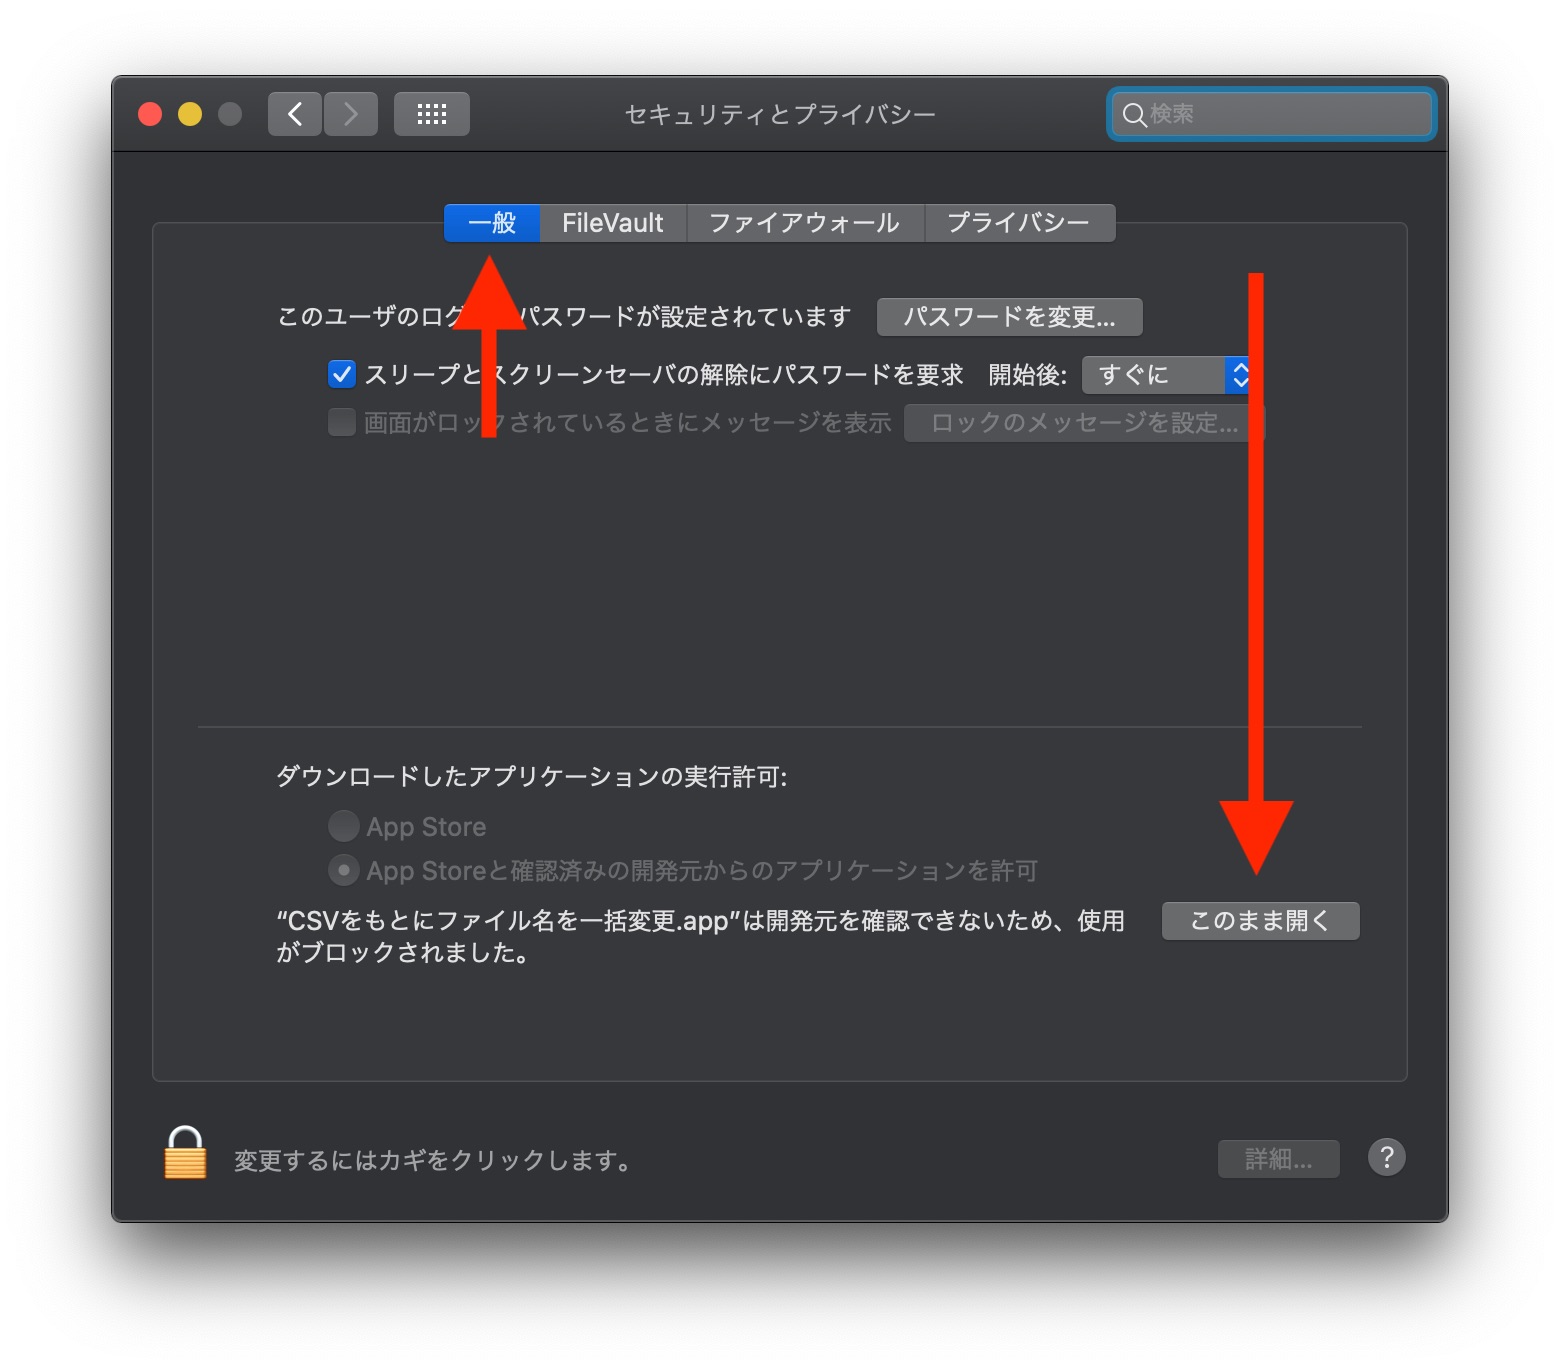 セキュリティとプライバシー
検索
一般 FileVault ファイアウォール プライバシー
このユーザのログ パスワードが設定されています パスワードを変更...
スリープとスクリーンセーバの解除にパスワードを要求 開始後: すぐに
画面がロックされているときにメッセージを表示 ロックのメッセージを設定...
ダウンロードしたアプリケーションの実行許可:
App Store
App Storeと確認済みの開発元からのアプリケーションを許可
“CSVをもとにファイル名を一括変更.app”は開発元を確認できないため、使用
がブロックされました。
このまま開く
変更するにはカギをクリックします。
詳細... ?